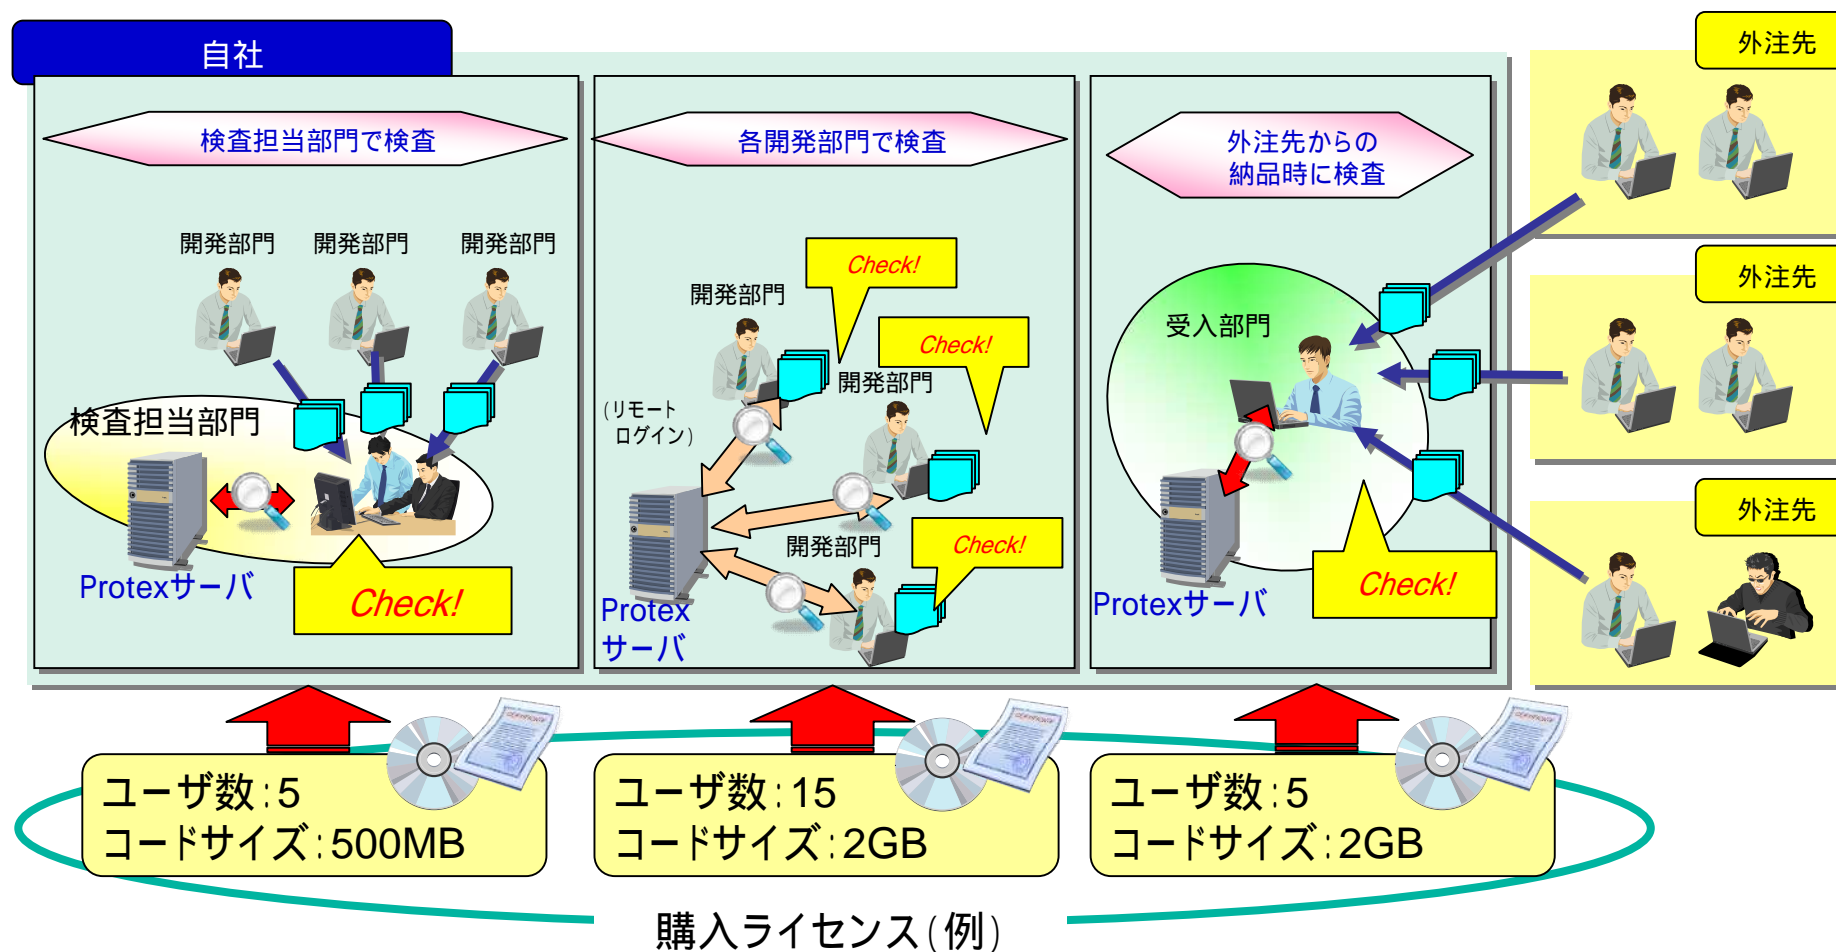 自社
検査担当部門で検査
開発部門
開発部門
開発部門
検査担当部門
Protexサーバ
Check!
各開発部門で検査
Check!
開発部門
Check!
開発部門
(リモート
ログイン)
開発部門
Check!
Protex
サーバ
外注先からの
納品時に検査
受入部門
Protexサーバ
Check!
外注先
外注先
外注先
ユーザ数:5
コードサイズ:500MB
ユーザ数:15
コードサイズ:2GB
ユーザ数:5
コードサイズ:2GB
購入ライセンス(例)